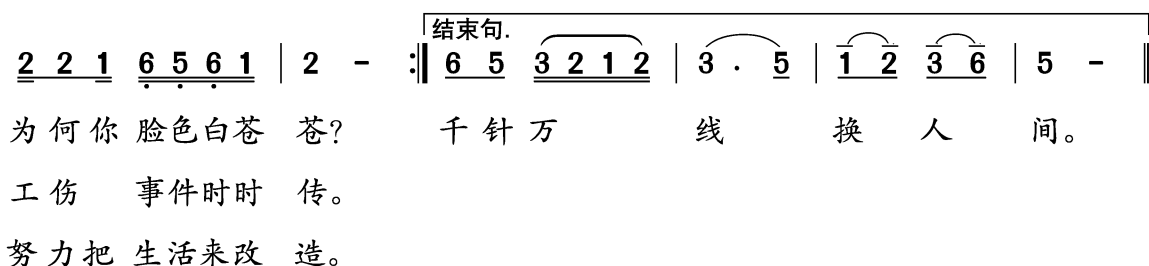 结束句.
2 2 1 6 5 6 1 | 2 - :‖ 6 5 3 2 1 2 | 3 . 5 | 1 2 3 6 | 5 - ‖
为何你脸色白苍 苍? 千针万 线 换 人 间。
工伤 事件时时 传。
努力把 生活来改 造。